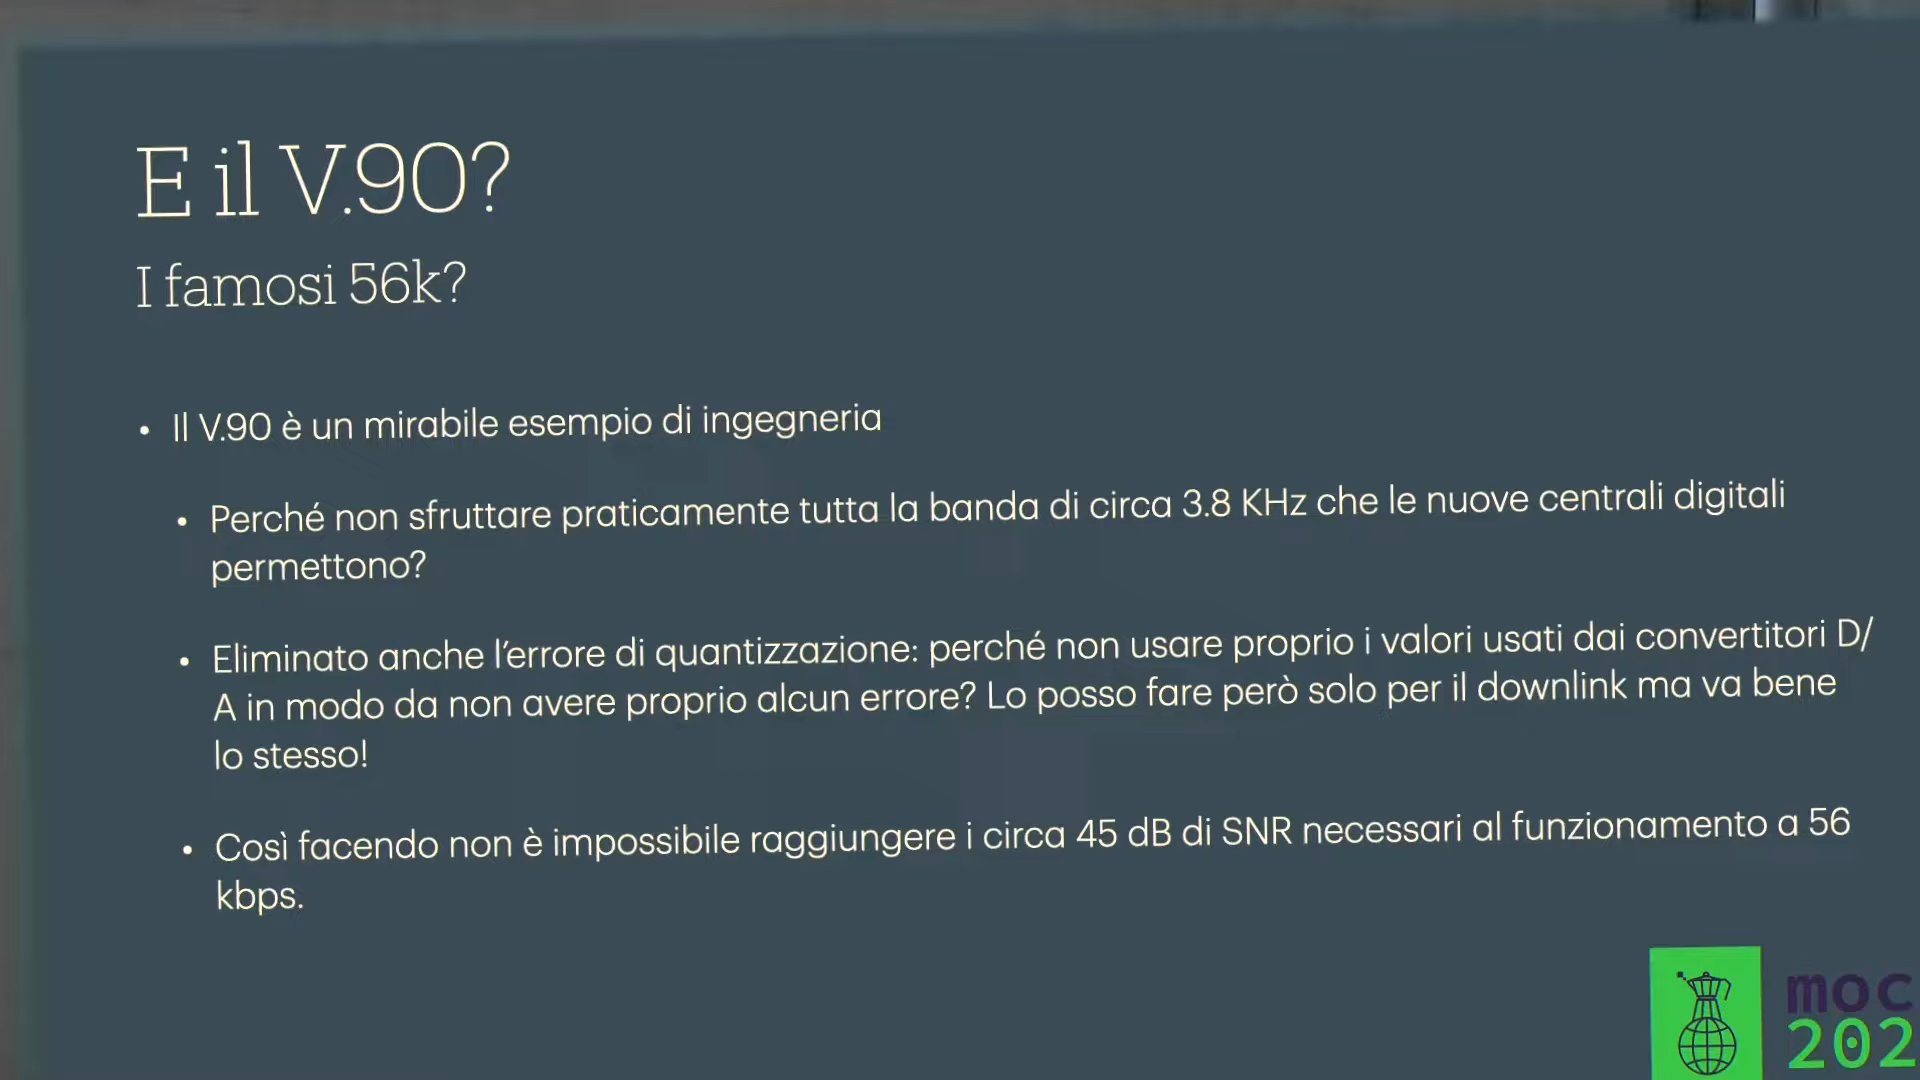 E il V.90?
I famosi 56k?
• Il V.90 è un mirabile esempio di ingegneria
• Perché non sfruttare praticamente tutta la banda di circa 3.8 KHz che le nuove centrali digitali
permettono?
• Eliminato anche l'errore di quantizzazione: perché non usare proprio i valori usati dai convertitori D/
A in modo da non avere proprio alcun errore? Lo posso fare però solo per il downlink ma va bene
lo stesso!
• Così facendo non è impossibile raggiungere i circa 45 dB di SNR necessari al funzionamento a 56
kbps.
moc
202